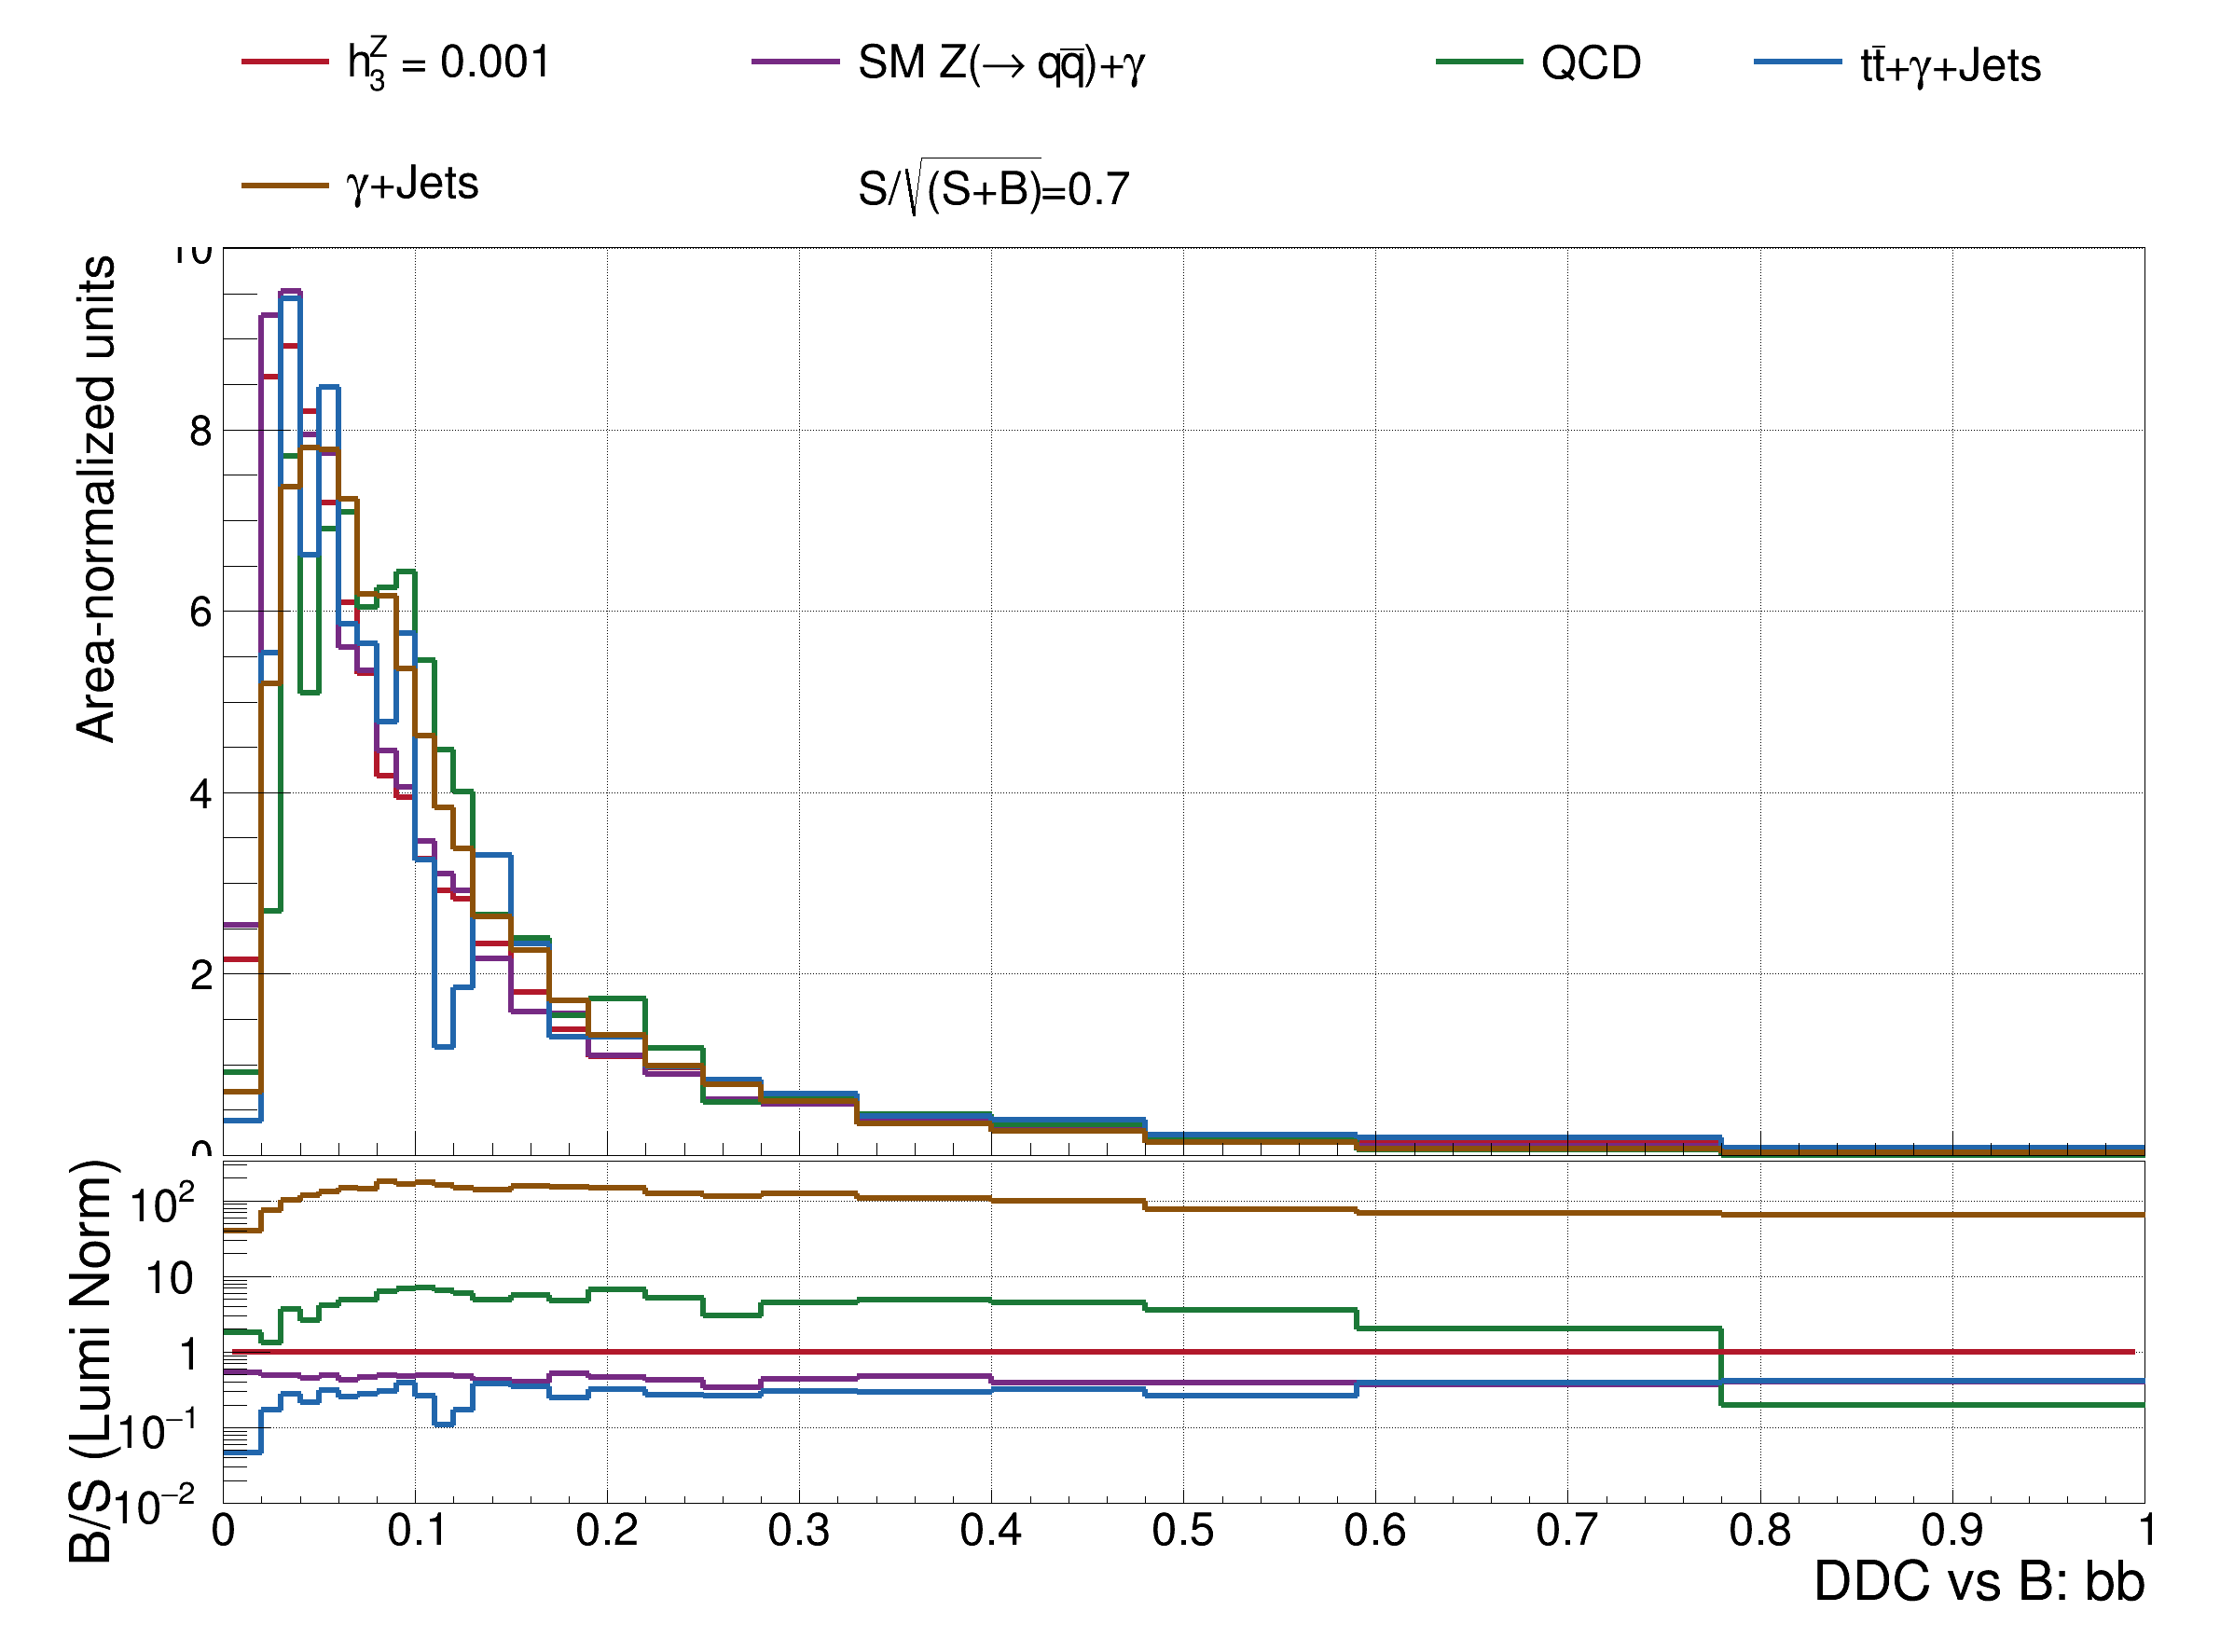 h₃ᶻ = 0.001
SM Z(→ qq̅)+γ
QCD
tt̅+γ+Jets
γ+Jets
S/√(S+B)=0.7
Area-normalized units
10
8
6
4
2
0
B/S (Lumi Norm)
10²
10
1
10⁻¹
10⁻²
0 0.1 0.2 0.3 0.4 0.5 0.6 0.7 0.8 0.9 1
DDC vs B: bb